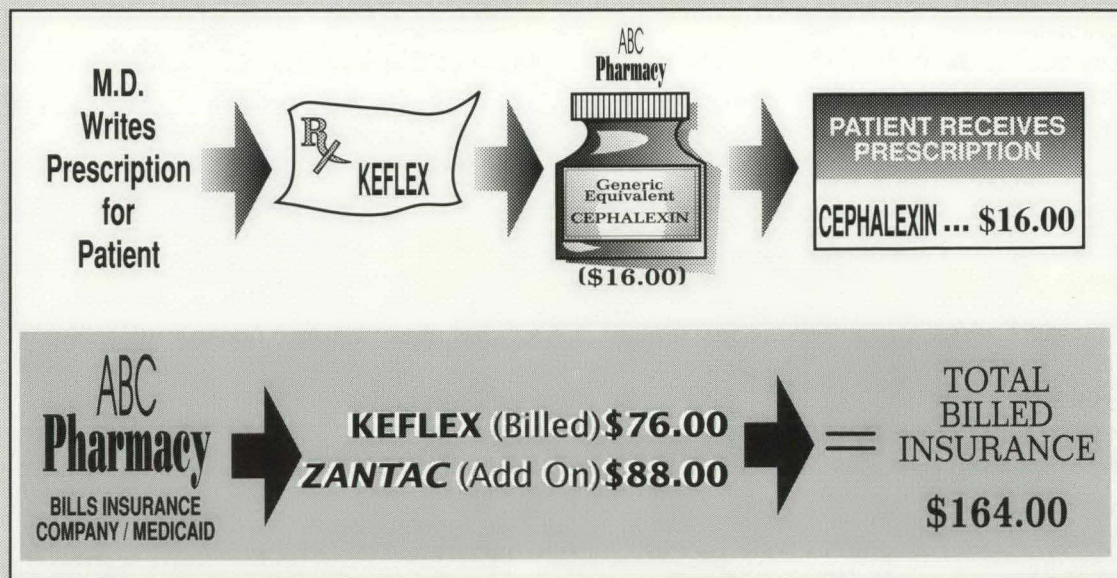 M.D.
Writes
Prescription
for
Patient
Rx
KEFLEX
ABC
Pharmacy
Generic
Equivalent
CEPHALEXIN
($16.00)
PATIENT RECEIVES
PRESCRIPTION
CEPHALEXIN ... $16.00
ABC
Pharmacy
BILLS INSURANCE
COMPANY / MEDICAID
KEFLEX (Billed) $76.00
ZANTAC (Add On) $88.00
=
TOTAL
BILLED
INSURANCE
$164.00